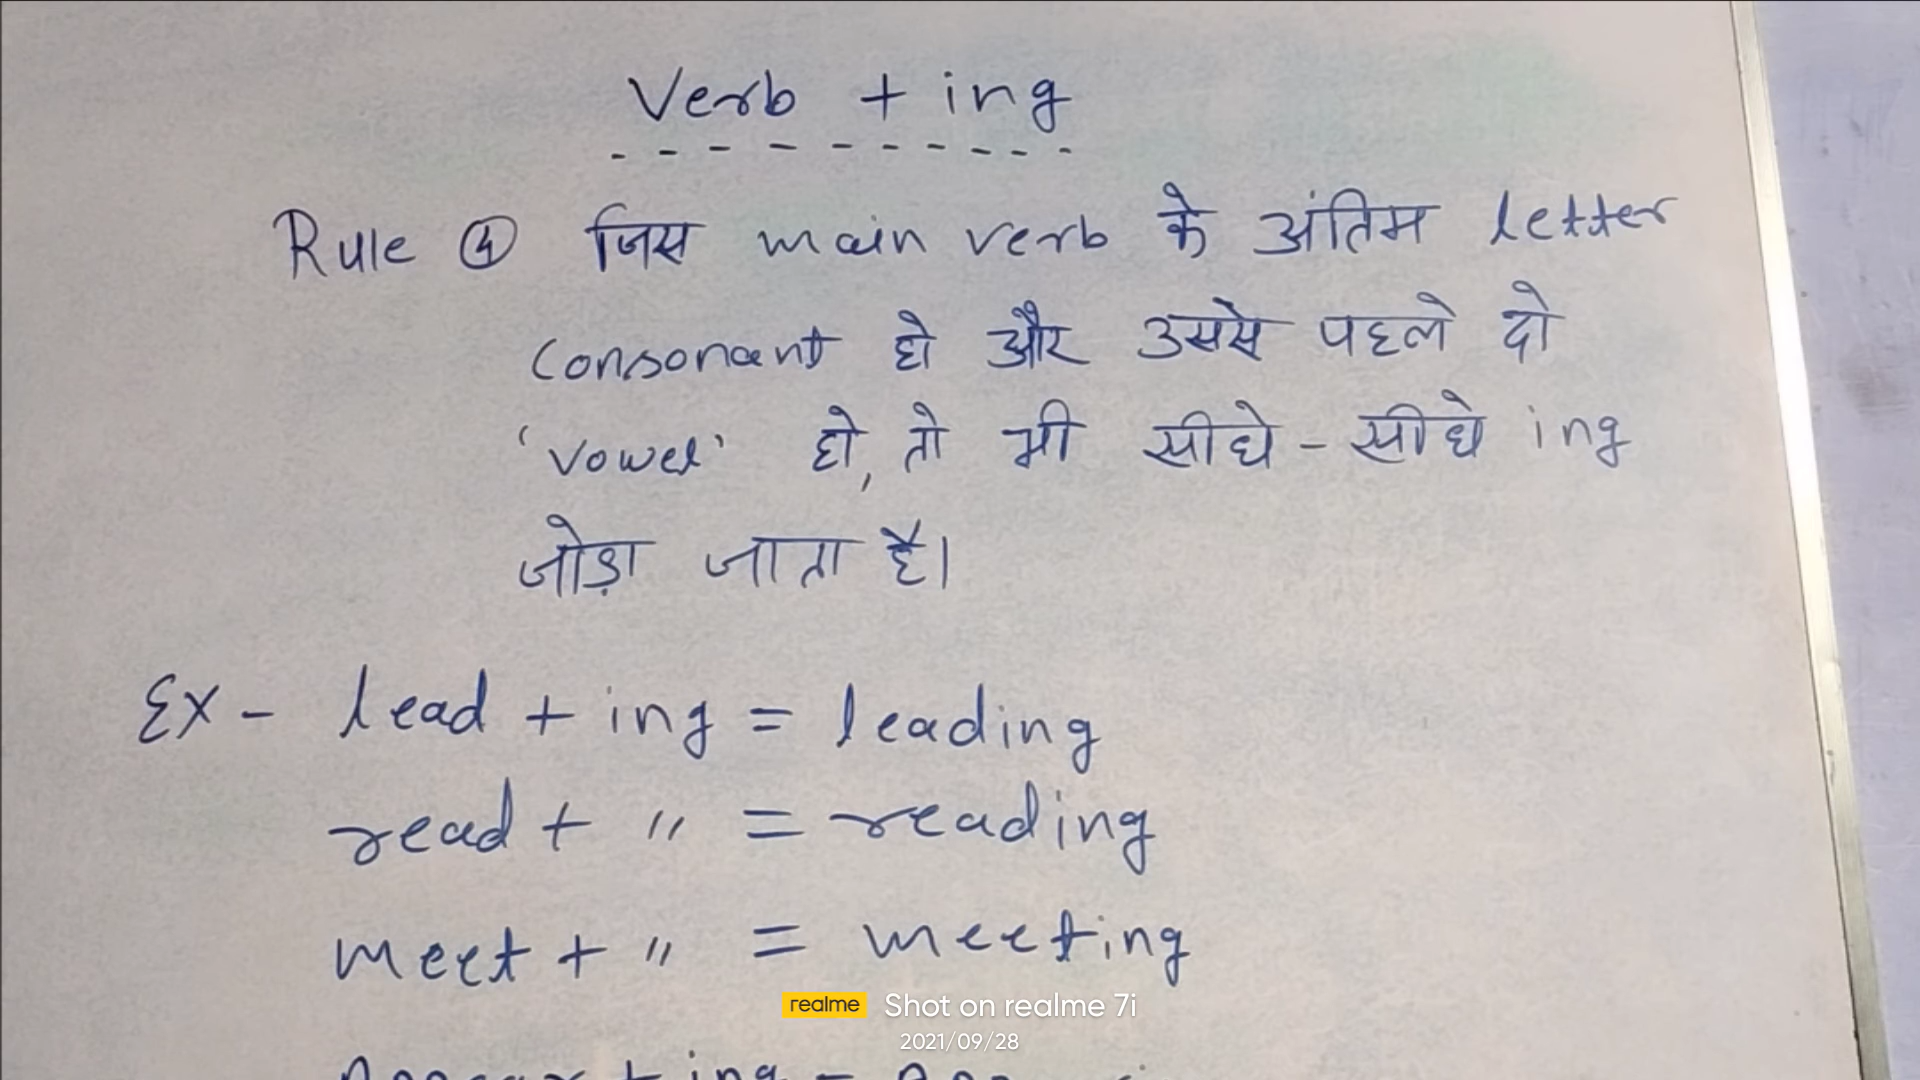 Verb + ing
Rule ④ जिस main verb के अंतिम letter
consonant हो और उससे पहले दो
'vowel' हो, तो भी सीधे-सीधे ing
जोड़ा जाता है।
Ex - lead + ing = leading
read + " = reading
meet + " = meeting
realme Shot on realme 7i
2021/09/28
+ ing =